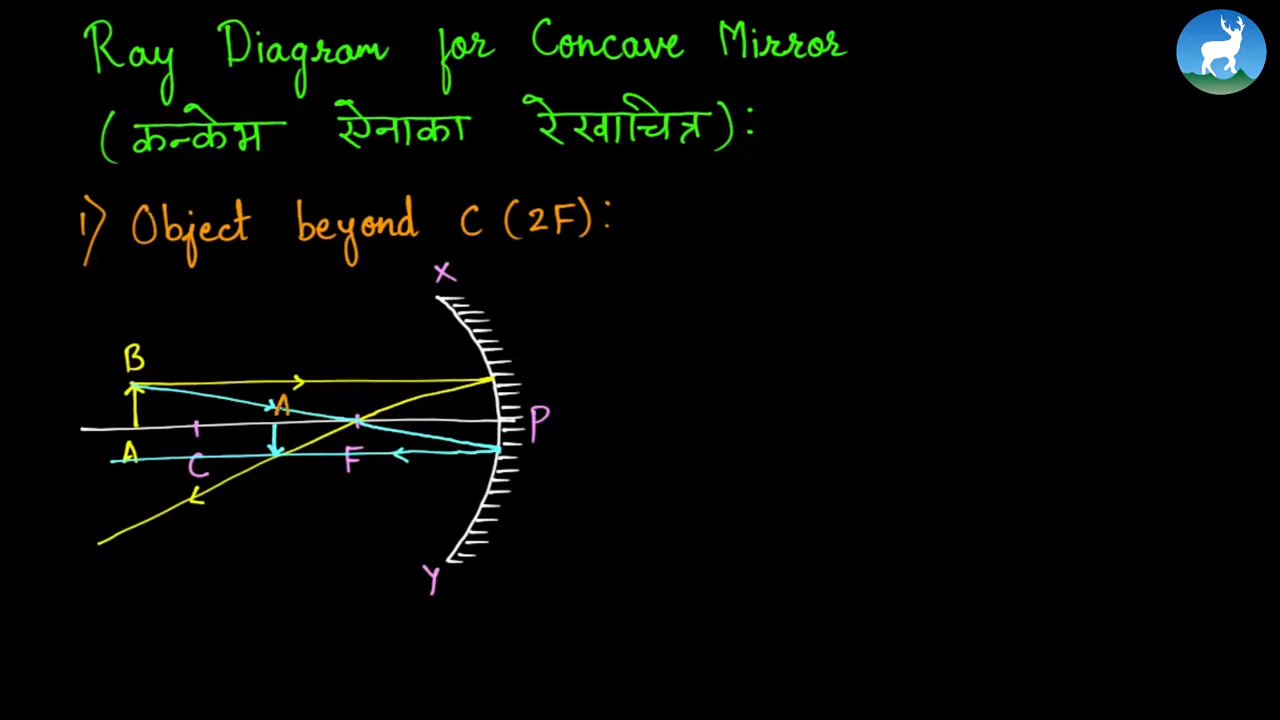 Ray Diagram for Concave Mirror
(कन्केभ ऐनाका रेखाचित्र):
1) Object beyond C (2F):
X
B
A
P
A
C
F
Y